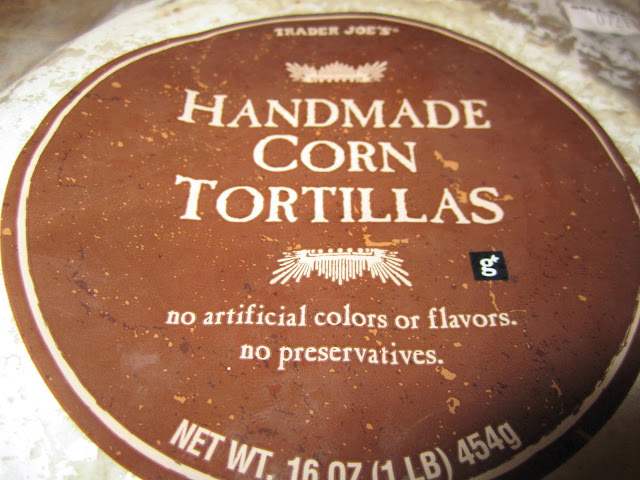 TRADER JOE'S®
HANDMADE
CORN
TORTILLAS
g*
no artificial colors or flavors.
no preservatives.
NET WT. 16 OZ (1 LB) 454g